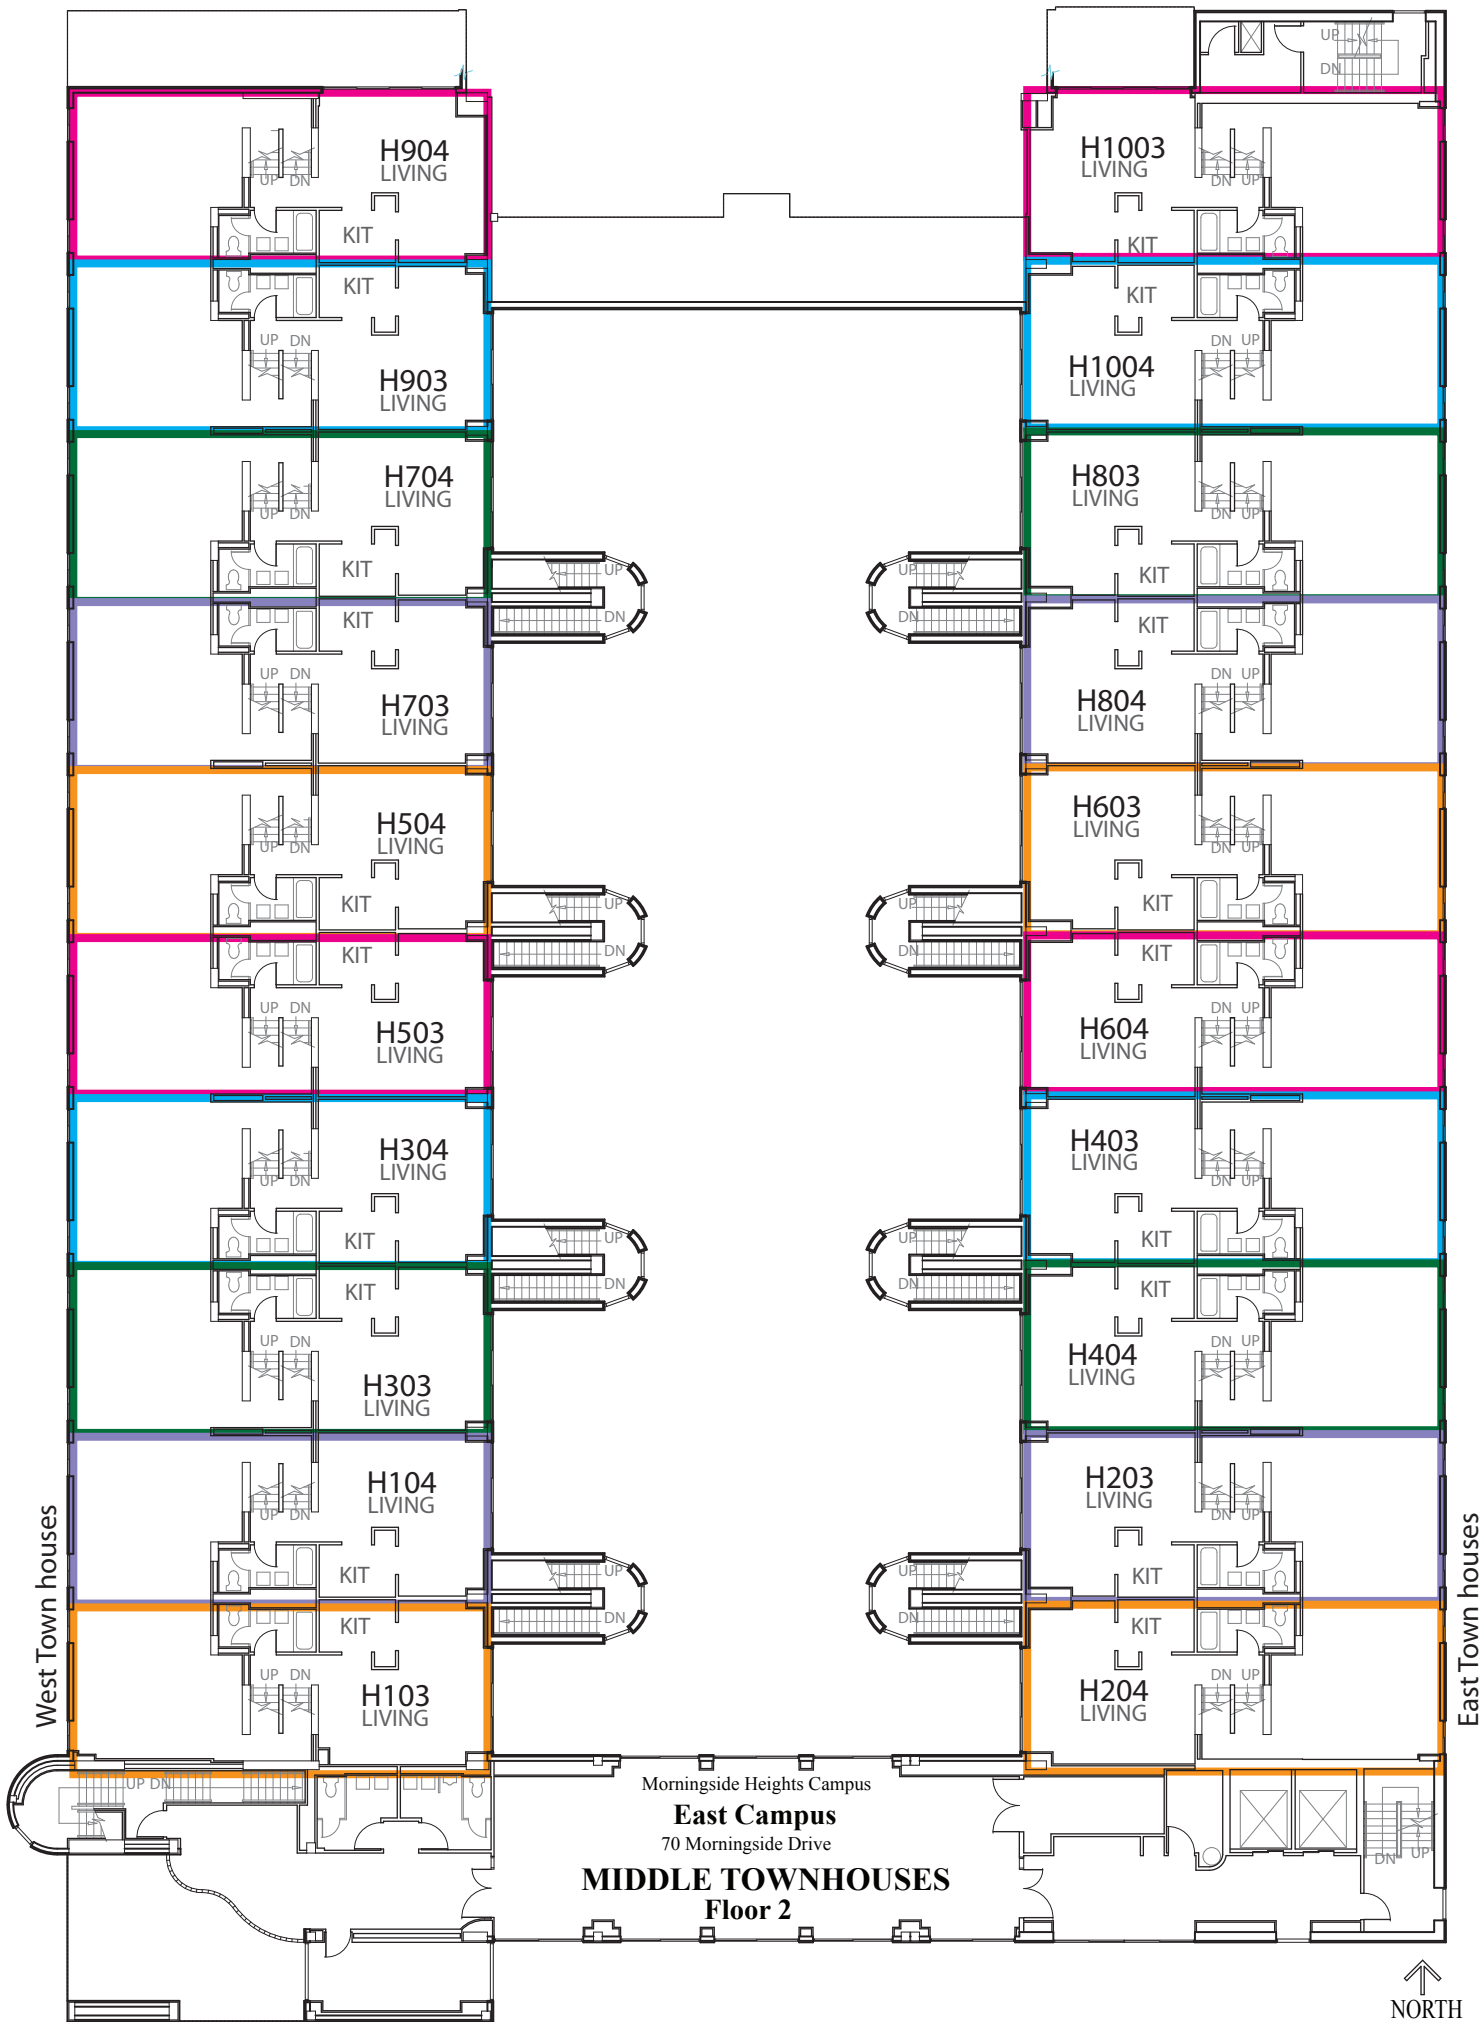 UP
DN
H904
LIVING
UP DN
KIT
H1003
LIVING
DN UP
KIT
KIT
UP DN
H903
LIVING
KIT
DN UP
H1004
LIVING
H704
LIVING
UP DN
KIT
UP
DN
H803
LIVING
DN UP
KIT
UP
DN
KIT
UP DN
H703
LIVING
KIT
DN UP
H804
LIVING
H504
LIVING
UP DN
KIT
UP
DN
H603
LIVING
DN UP
KIT
UP
DN
KIT
UP DN
H503
LIVING
KIT
DN UP
H604
LIVING
H304
LIVING
UP DN
KIT
UP
DN
H403
LIVING
DN UP
KIT
UP
DN
KIT
UP DN
H303
LIVING
KIT
DN UP
H404
LIVING
H104
LIVING
UP DN
KIT
UP
DN
H203
LIVING
DN UP
KIT
UP
DN
KIT
UP DN
H103
LIVING
KIT
DN UP
H204
LIVING
West Town houses
East Town houses
UP DN
Morningside Heights Campus
East Campus
70 Morningside Drive
MIDDLE TOWNHOUSES
Floor 2
DN UP
NORTH